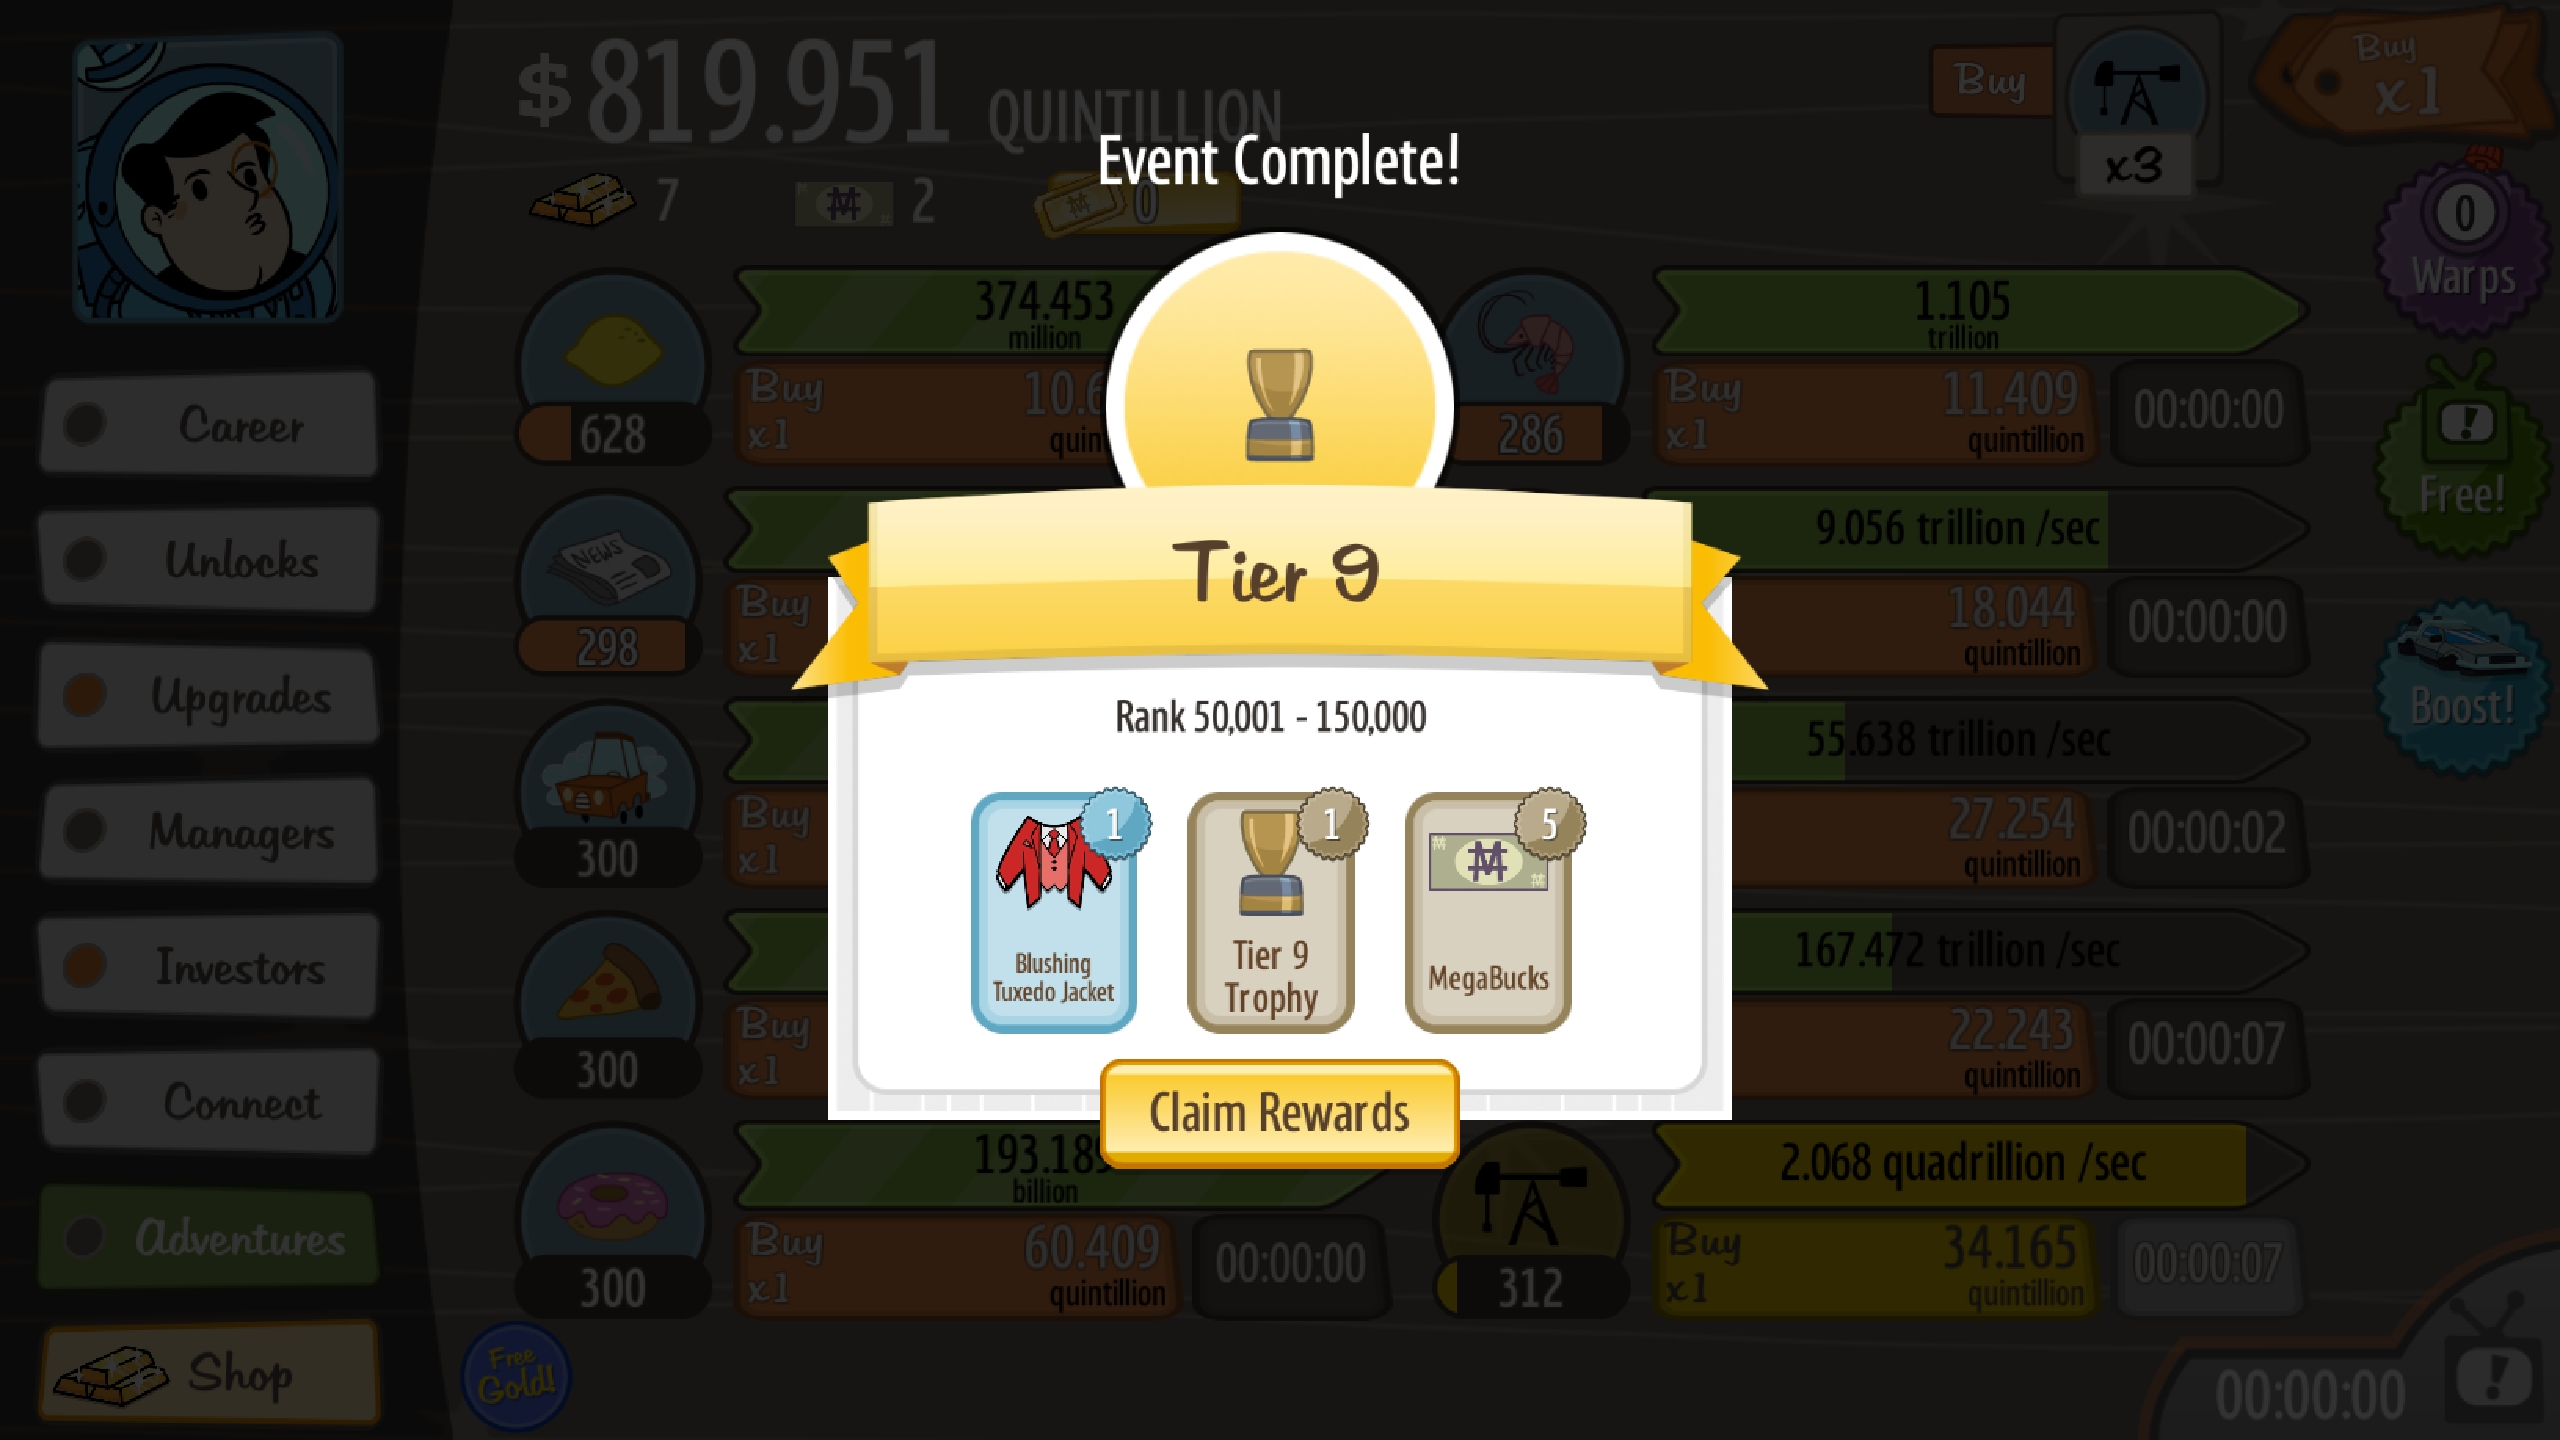 $819.951 QUINTILLION
7
2
0
Buy
x3
Buy
x1
Event Complete!
0
Warps
Free!
Boost!
Career
Unlocks
Upgrades
Managers
Investors
Connect
Adventures
Shop
Free
Gold!
374.453
million
628
Buy
x1
10.6
quin
1.105
trillion
286
Buy
x1
11.409
quintillion
00:00:00
NEWS
298
Buy
x1
9.056 trillion /sec
18.044
quintillion
00:00:00
300
Buy
x1
55.638 trillion /sec
27.254
quintillion
00:00:02
300
Buy
x1
167.472 trillion /sec
22.243
quintillion
00:00:07
193.189
billion
300
Buy
x1
60.409
quintillion
00:00:00
312
2.068 quadrillion /sec
Buy
x1
34.165
quintillion
00:00:07
00:00:00
Tier 9
Rank 50,001 - 150,000
1
Blushing
Tuxedo Jacket
1
Tier 9
Trophy
5
MegaBucks
Claim Rewards